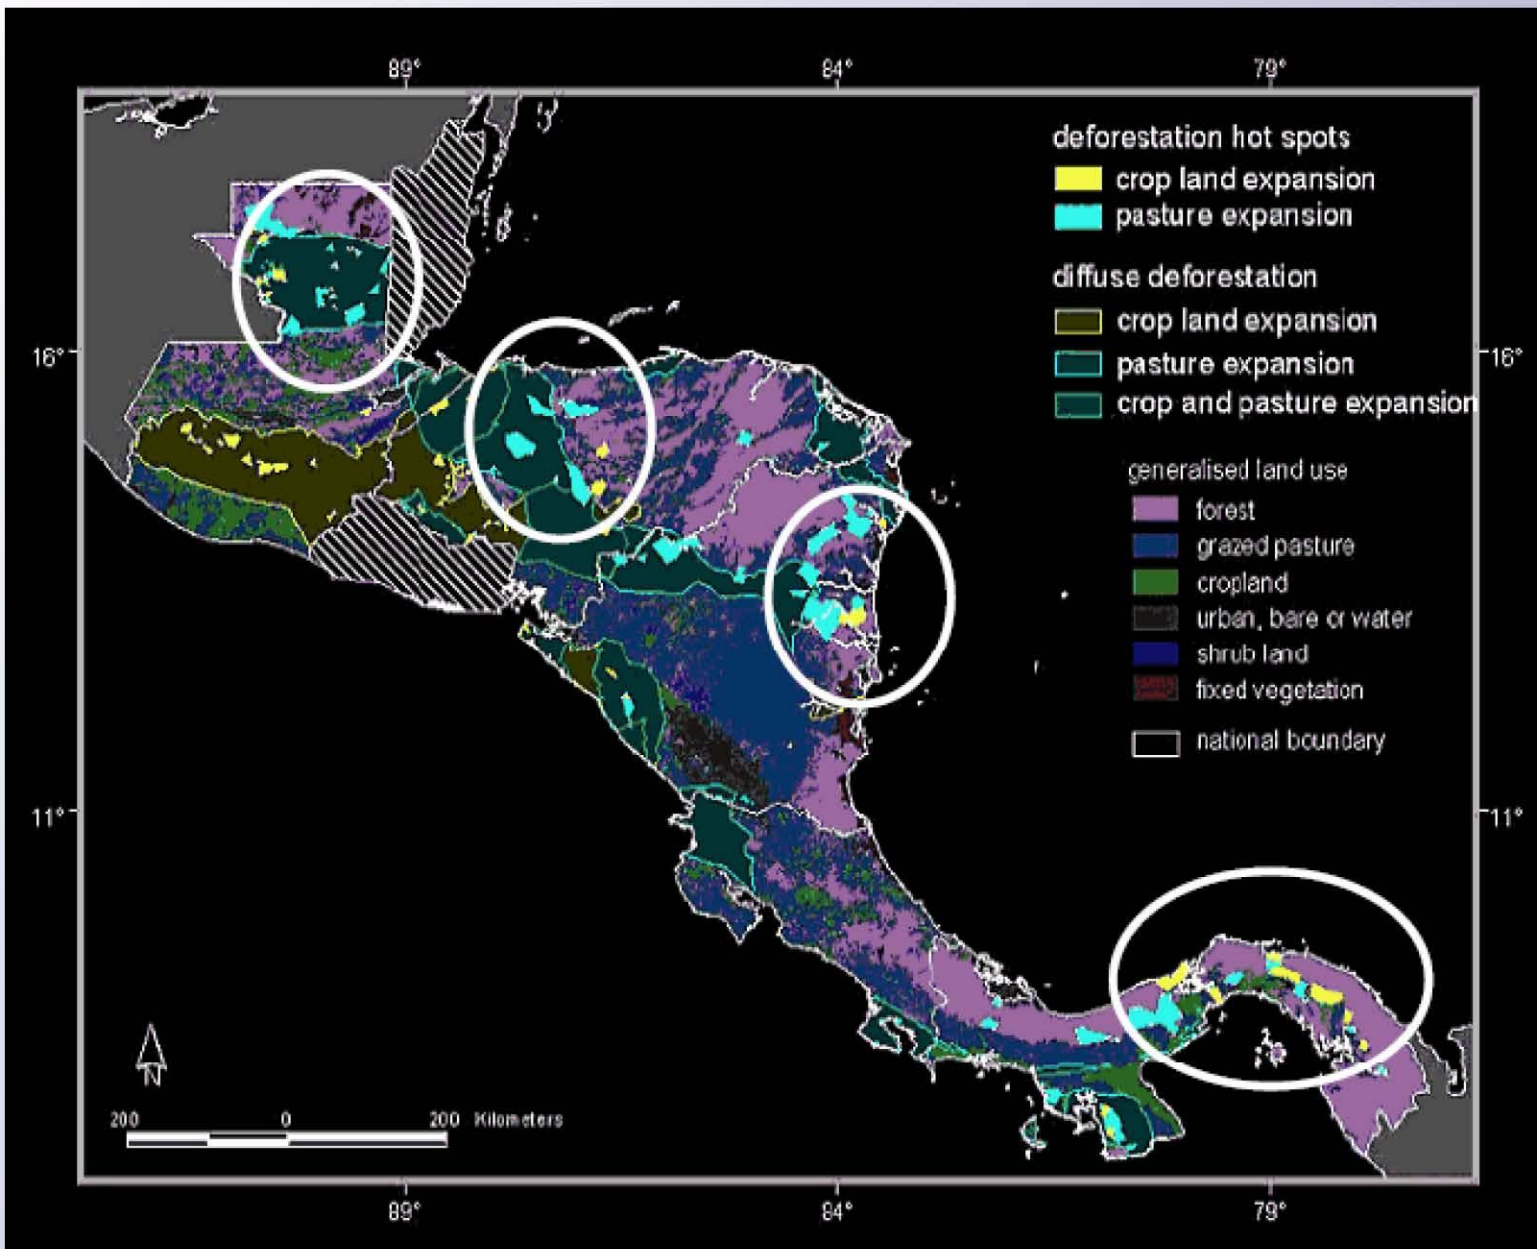 89°
84°
79°
deforestation hot spots
crop land expansion
pasture expansion
diffuse deforestation
16°
crop land expansion
16°
pasture expansion
crop and pasture expansion
generalised land use
forest
grazed pasture
cropland
urban, bare or water
shrub land
fixed vegetation
national boundary
11°
11°
N
200 0 200 Kilometers
89°
84°
79°